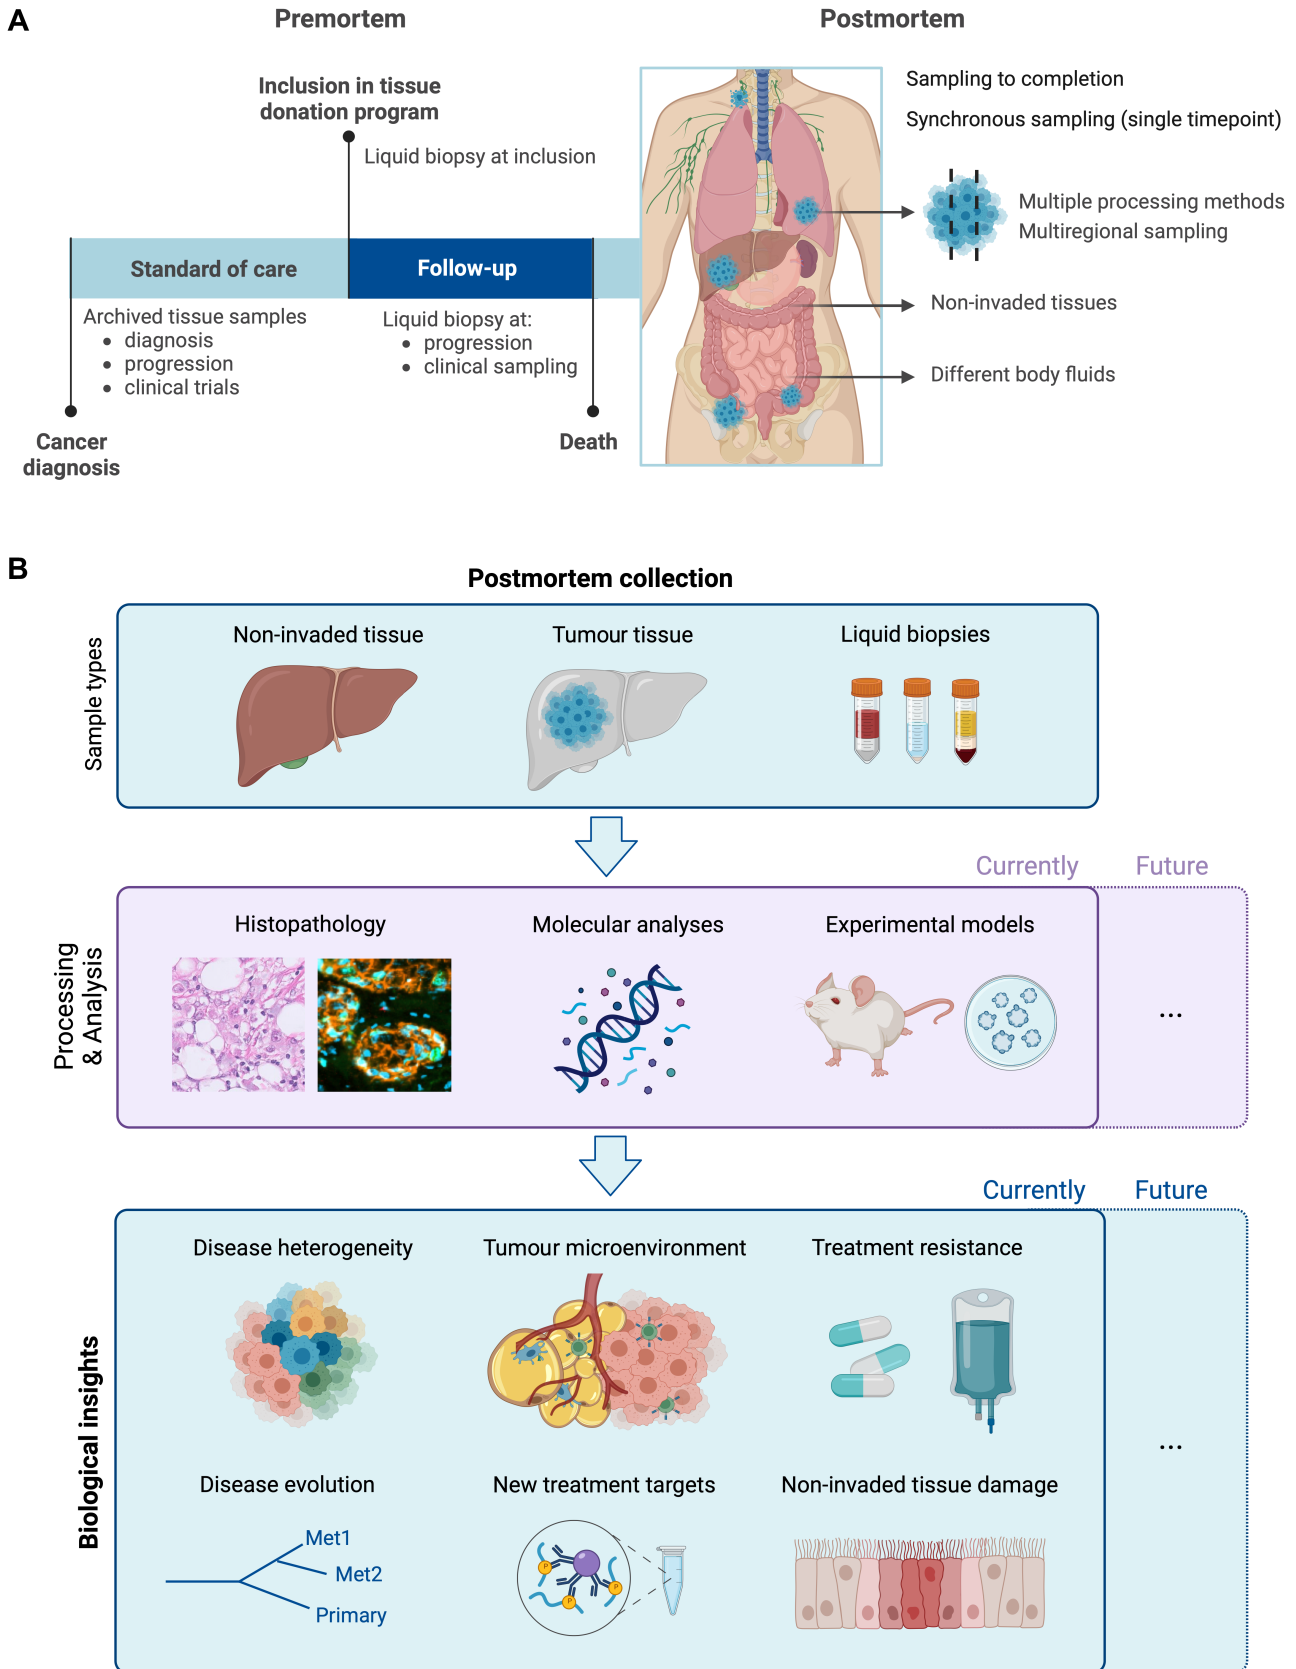 A
Premortem
Postmortem
Inclusion in tissue
donation program
Liquid biopsy at inclusion
Standard of care
Follow-up
Archived tissue samples
• diagnosis
• progression
• clinical trials
Liquid biopsy at:
• progression
• clinical sampling
Cancer
diagnosis
Death
Sampling to completion
Synchronous sampling (single timepoint)
Multiple processing methods
Multiregional sampling
Non-invaded tissues
Different body fluids
B
Postmortem collection
Sample types
Non-invaded tissue
Tumour tissue
Liquid biopsies
Currently
Future
Processing
& Analysis
Histopathology
Molecular analyses
Experimental models
...
Currently
Future
Biological insights
Disease heterogeneity
Tumour microenvironment
Treatment resistance
...
Disease evolution
New treatment targets
Non-invaded tissue damage
Met1
Met2
Primary
P
P
P